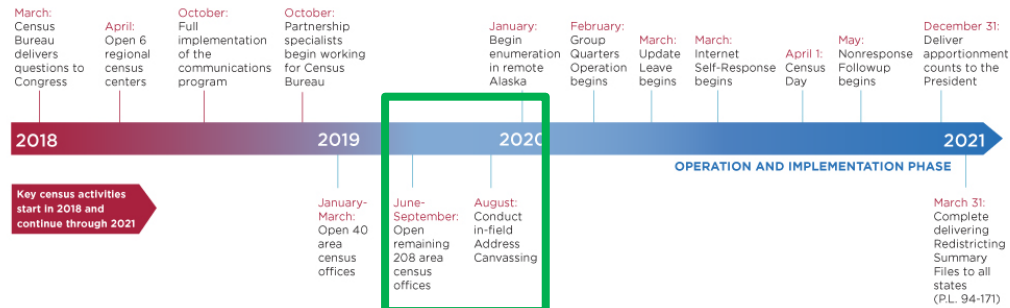 March:
Census
Bureau
delivers
questions to
Congress
April:
Open 6
regional
census
centers
October:
Full
implementation
of the
communications
program
October:
Partnership
specialists
begin working
for Census
Bureau
January:
Begin
enumeration
in remote
Alaska
February:
Group
Quarters
Operation
begins
March:
Update
Leave
begins
March:
Internet
Self-Response
begins
April 1:
Census
Day
May:
Nonresponse
Followup
begins
December 31:
Deliver
apportionment
counts to the
President
2018
2019
2020
2021
OPERATION AND IMPLEMENTATION PHASE
Key census activities
start in 2018 and
continue through 2021
January-
March:
Open 40
area
census
offices
June-
September:
Open
remaining
208 area
census
offices
August:
Conduct
in-field
Address
Canvassing
March 31:
Complete
delivering
Redistricting
Summary
Files to all
states
(P.L. 94-171)